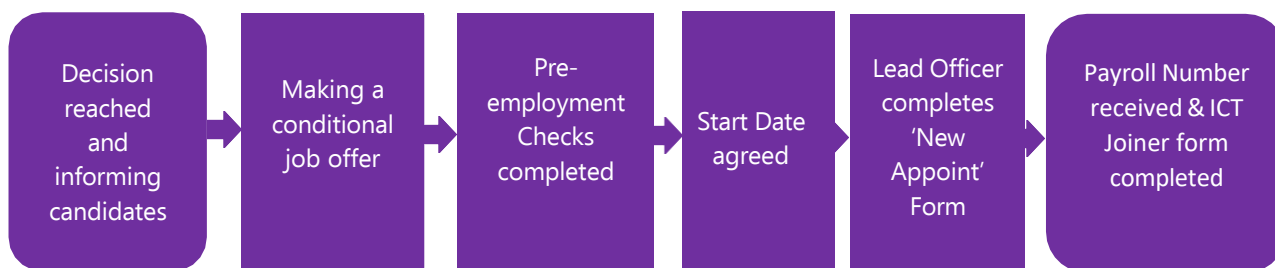 Decision
reached
and
informing
candidates
Making a
conditional
job offer
Pre-
employment
Checks
completed
Start Date
agreed
Lead Officer
completes
‘New
Appoint’
Form
Payroll Number
received & ICT
Joiner form
completed